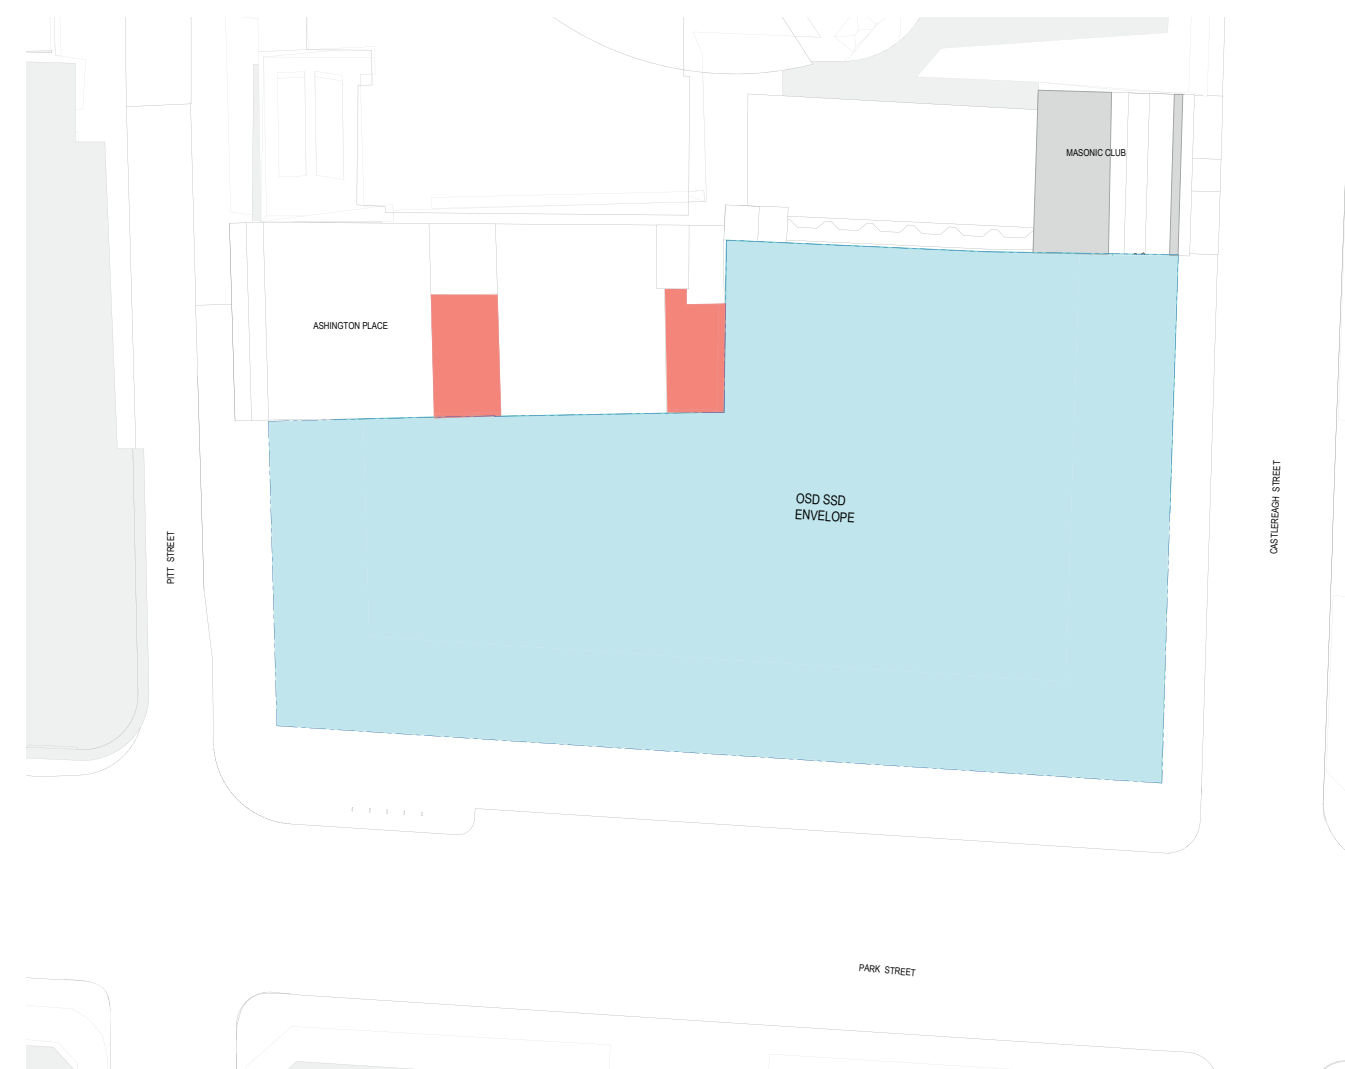 MASONIC CLUB
ASHINGTON PLACE
OSD SSD
ENVELOPE
PITT STREET
CASTLEREAGH STREET
PARK STREET